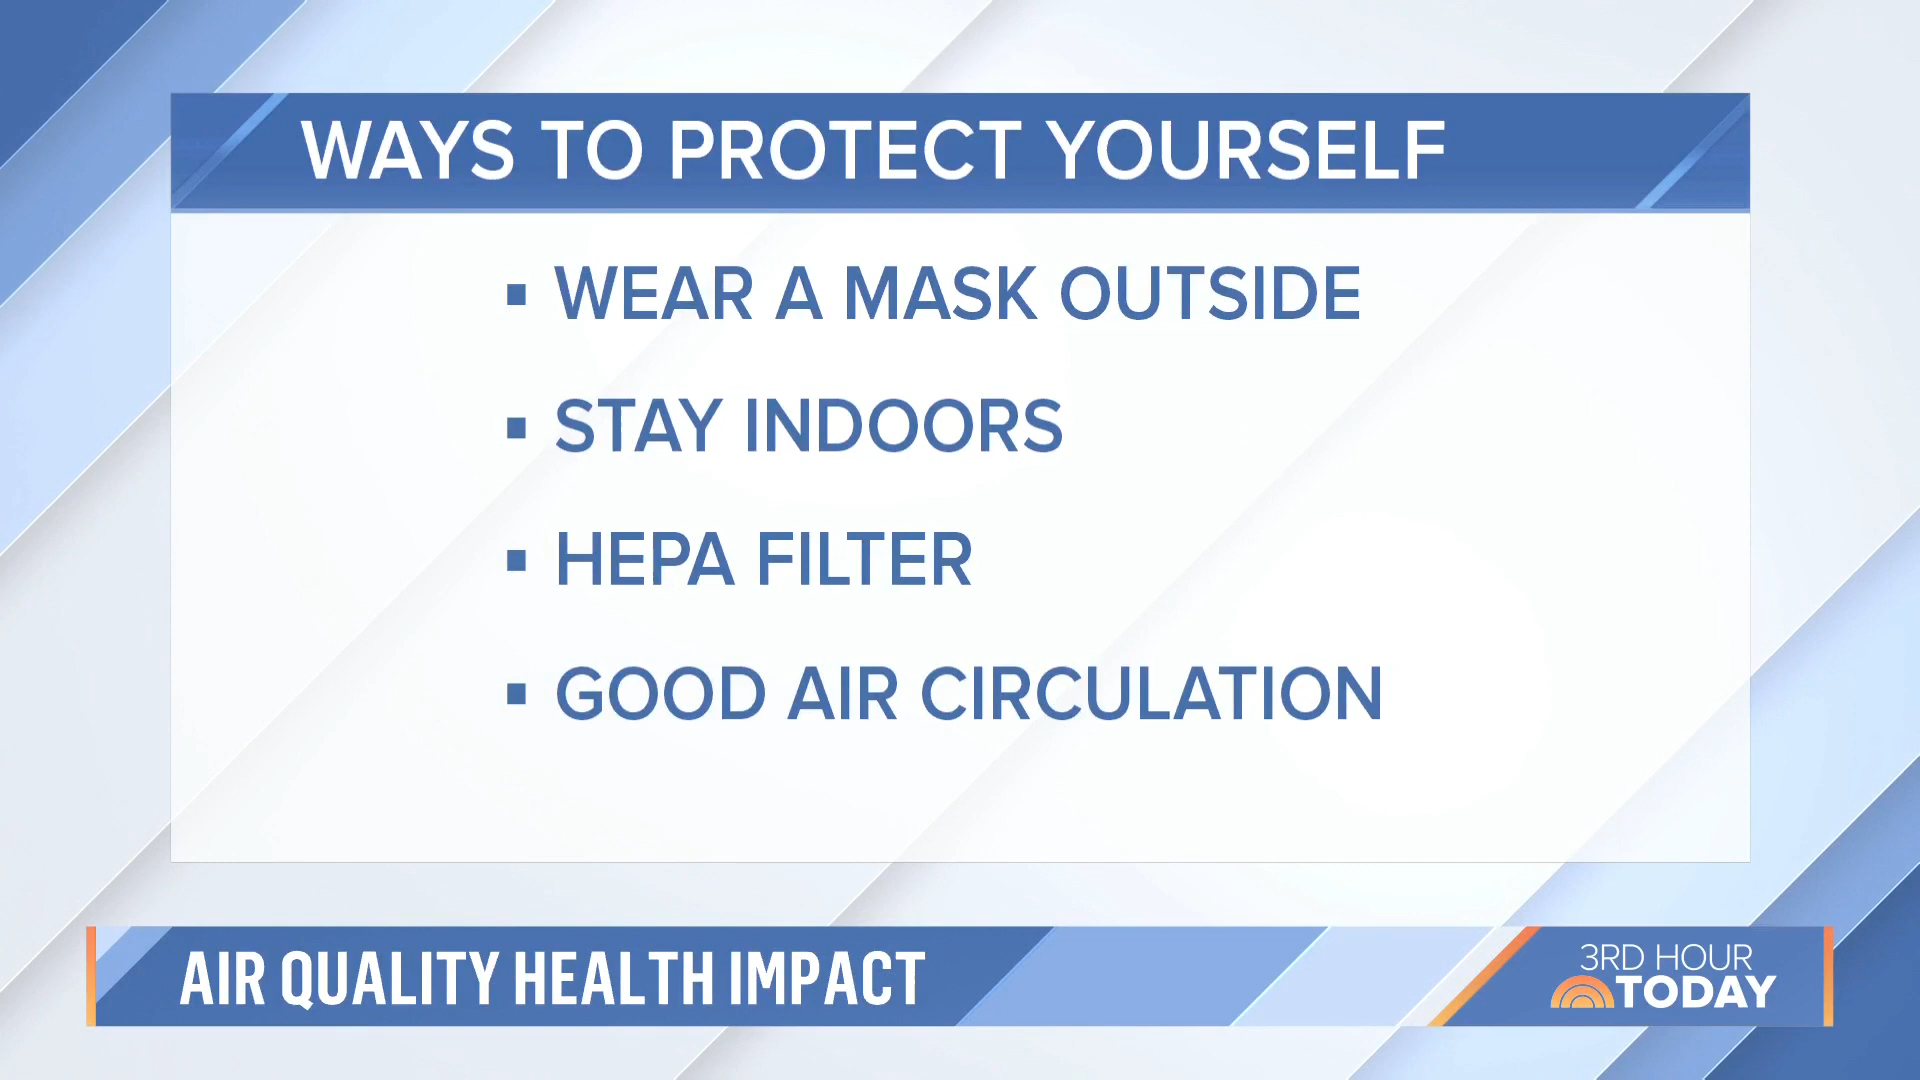 WAYS TO PROTECT YOURSELF
▪ WEAR A MASK OUTSIDE
▪ STAY INDOORS
▪ HEPA FILTER
▪ GOOD AIR CIRCULATION
AIR QUALITY HEALTH IMPACT
3RD HOUR
TODAY